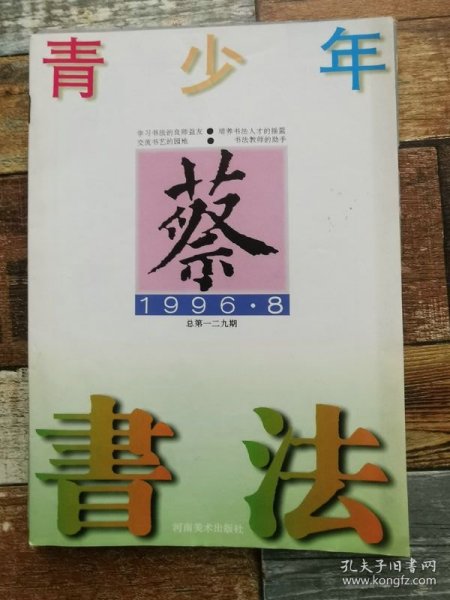 青少年
学习书法的良师益友●培养书法人才的摇篮
交流书艺的园地●书法教师的助手
蔡
1996·8
总第一二九期
書法
河南美术出版社
孔夫子旧书网
www.kongfz.com